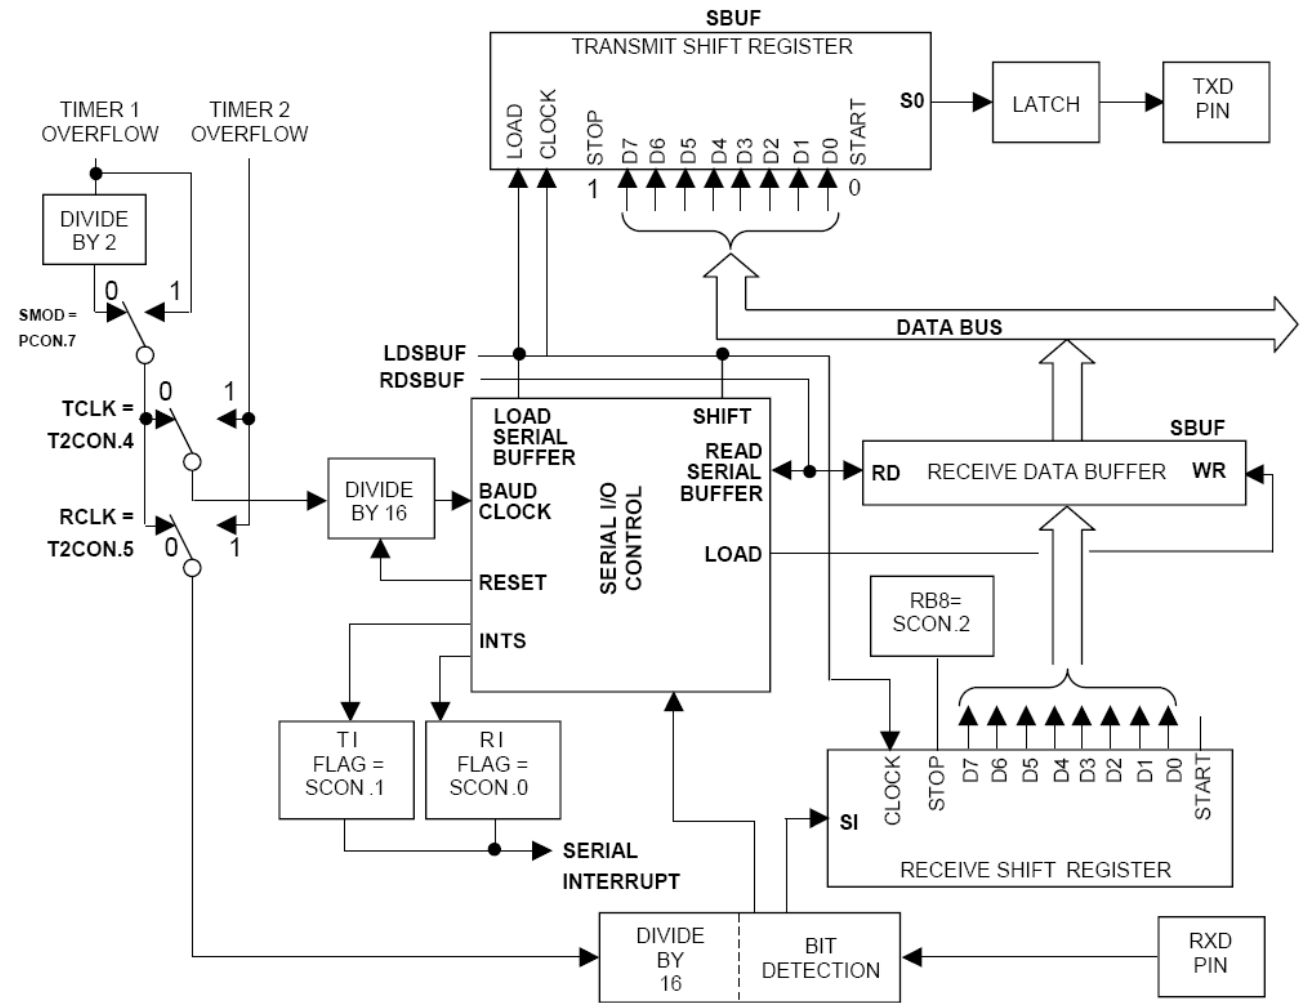 SBUF
TRANSMIT SHIFT REGISTER
LOAD
CLOCK
STOP
D7
D6
D5
D4
D3
D2
D1
D0
START
S0
1
0
LATCH
TXD
PIN
TIMER 1
OVERFLOW
TIMER 2
OVERFLOW
DIVIDE
BY 2
0
1
SMOD =
PCON.7
DATA BUS
LDSBUF
RDSBUF
0
1
TCLK =
T2CON.4
RCLK =
T2CON.5
0
1
DIVIDE
BY 16
LOAD
SERIAL
BUFFER
SHIFT
READ
SERIAL
BUFFER
BAUD
CLOCK
SERIAL I/O
CONTROL
LOAD
RESET
INTS
SBUF
RD
RECEIVE DATA BUFFER
WR
RB8=
SCON.2
TI
FLAG =
SCON.1
RI
FLAG =
SCON.0
SERIAL
INTERRUPT
CLOCK
STOP
D7
D6
D5
D4
D3
D2
D1
D0
START
SI
RECEIVE SHIFT REGISTER
DIVIDE
BY
16
BIT
DETECTION
RXD
PIN